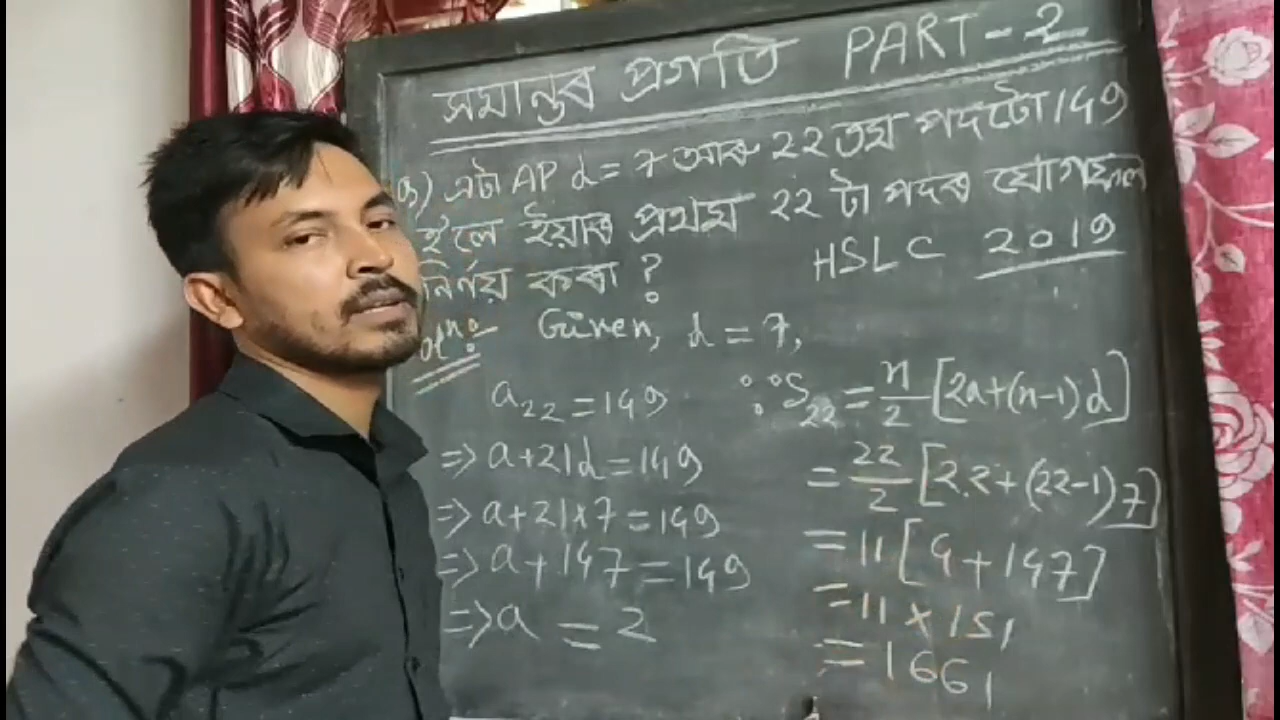 সমান্তৰ প্ৰগতি PART-2
এটা AP d = 7 আৰু 22 তম পদটো 149
হ'লে ইয়াৰ প্ৰথম 22 টা পদৰ যোগফল
নিৰ্ণয় কৰা ?
HSLC 2019
Given, d = 7,
a₂₂ = 149
⇒ a+21d = 149
⇒ a+21×7 = 149
⇒ a+147 = 149
⇒ a = 2
∴ S₂₂ = n/2 [2a+(n-1)d]
= 22/2 [2.2+(22-1)7]
= 11 [4+147]
= 11 × 151
= 1661